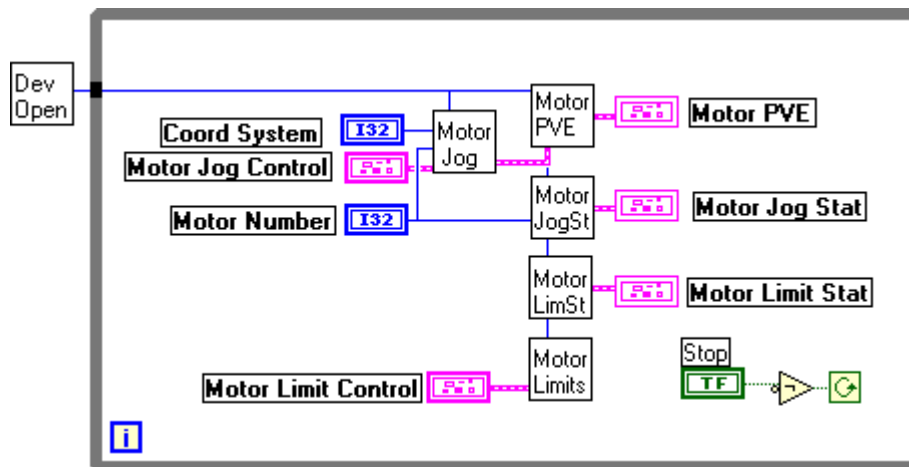 Dev
Open
Coord System
I32
Motor Jog Control
Motor
Jog
Motor
PVE
Motor PVE
Motor Number
I32
Motor
JogSt
Motor Jog Stat
Motor
LimSt
Motor Limit Stat
Motor Limit Control
Motor
Limits
Stop
TF
i